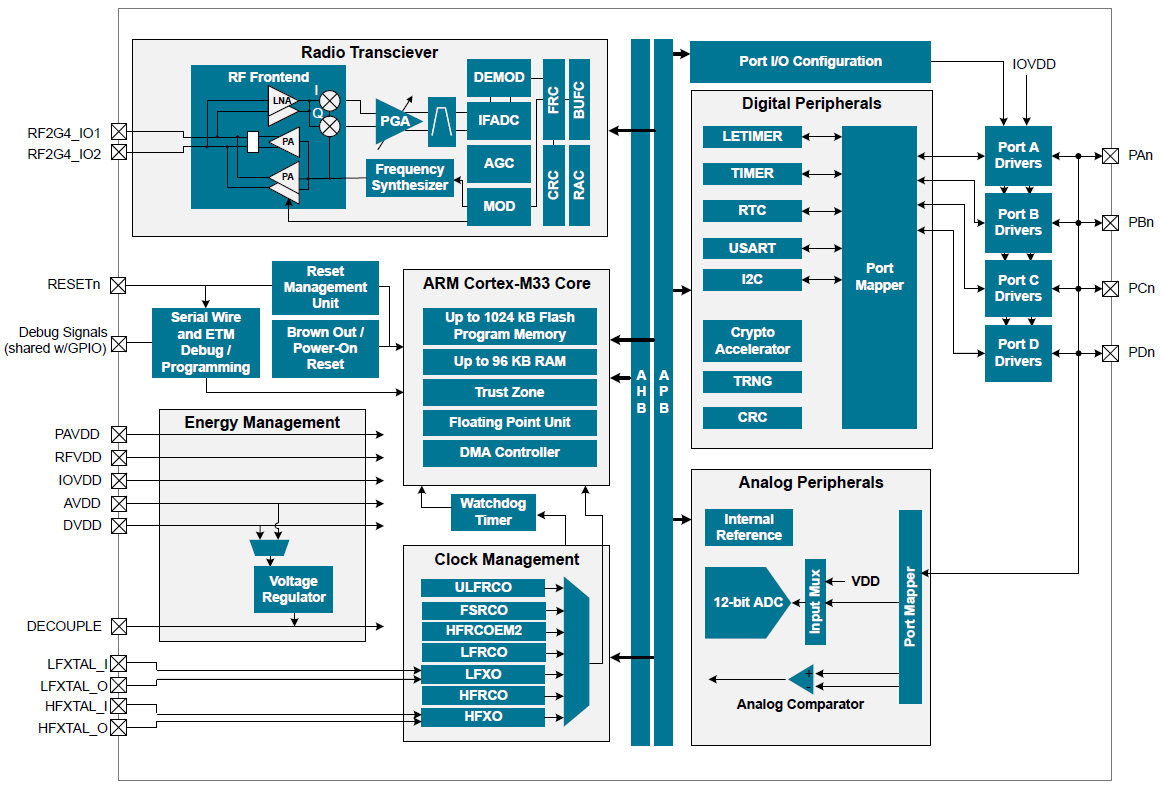 Radio Transciever
RF Frontend
LNA
I
Q
PA
PA
PGA
DEMOD
IFADC
AGC
MOD
Frequency
Synthesizer
FRC
BUFC
CRC
RAC
RF2G4_IO1
RF2G4_IO2
RESETn
Debug Signals
(shared w/GPIO)
Reset
Management
Unit
Serial Wire
and ETM
Debug /
Programming
Brown Out /
Power-On
Reset
ARM Cortex-M33 Core
Up to 1024 kB Flash
Program Memory
Up to 96 KB RAM
Trust Zone
Floating Point Unit
DMA Controller
Energy Management
PAVDD
RFVDD
IOVDD
AVDD
DVDD
Voltage
Regulator
DECOUPLE
Watchdog
Timer
Clock Management
ULFRCO
FSRCO
HFRCOEM2
LFRCO
LFXO
HFRCO
HFXO
LFXTAL_I
LFXTAL_O
HFXTAL_I
HFXTAL_O
AHB
APB
Port I/O Configuration
IOVDD
Digital Peripherals
LETIMER
TIMER
RTC
USART
I2C
Port
Mapper
Crypto
Accelerator
TRNG
CRC
Port A
Drivers
Port B
Drivers
Port C
Drivers
Port D
Drivers
PAn
PBn
PCn
PDn
Analog Peripherals
Internal
Reference
12-bit ADC
Input Mux
VDD
Port Mapper
+
-
Analog Comparator